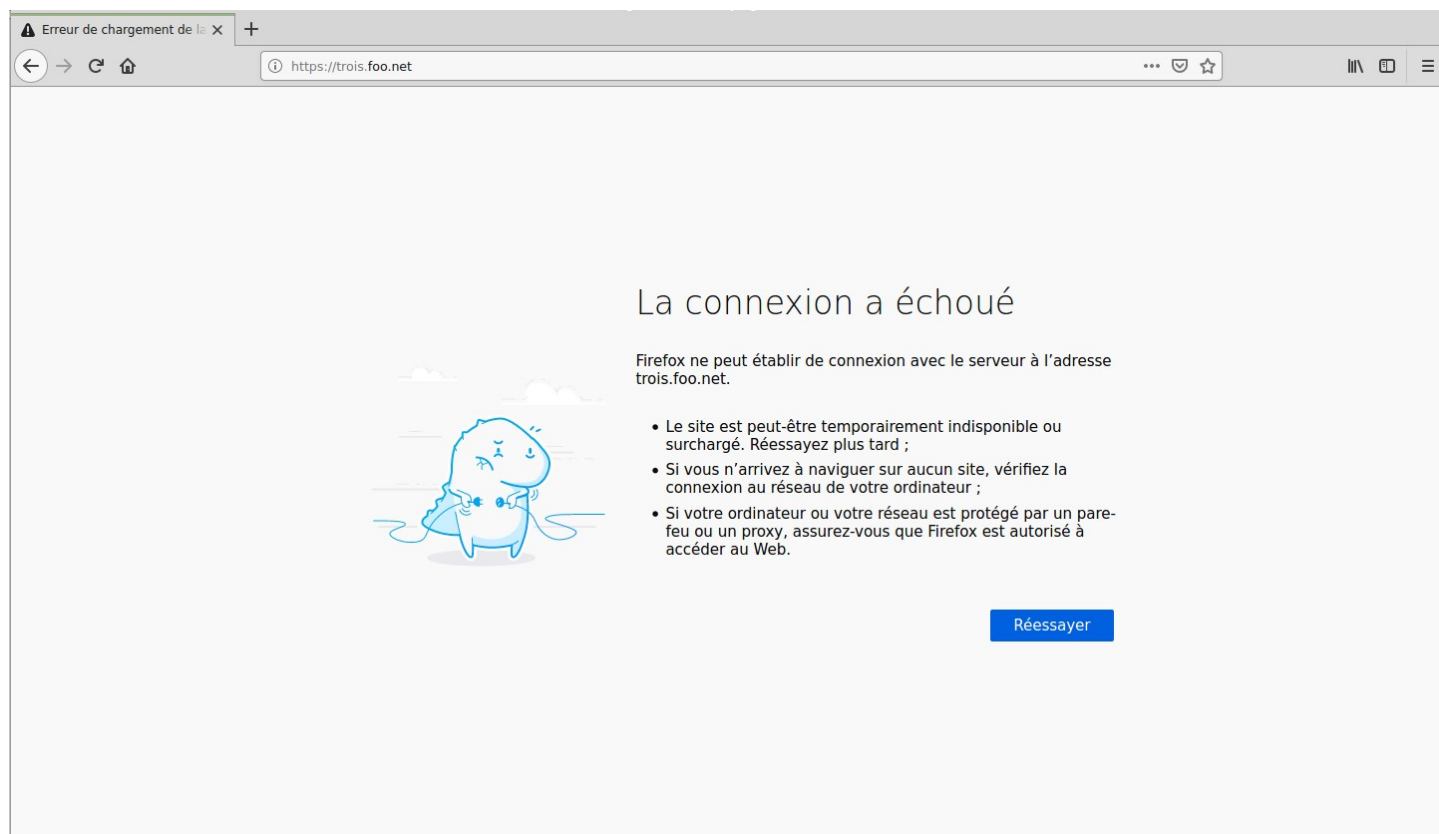 Erreur de chargement de la
https://trois.foo.net
La connexion a échoué
Firefox ne peut établir de connexion avec le serveur à l’adresse
trois.foo.net.
• Le site est peut-être temporairement indisponible ou
surchargé. Réessayez plus tard ;
• Si vous n’arrivez à naviguer sur aucun site, vérifiez la
connexion au réseau de votre ordinateur ;
• Si votre ordinateur ou votre réseau est protégé par un pare-
feu ou un proxy, assurez-vous que Firefox est autorisé à
accéder au Web.
Réessayer